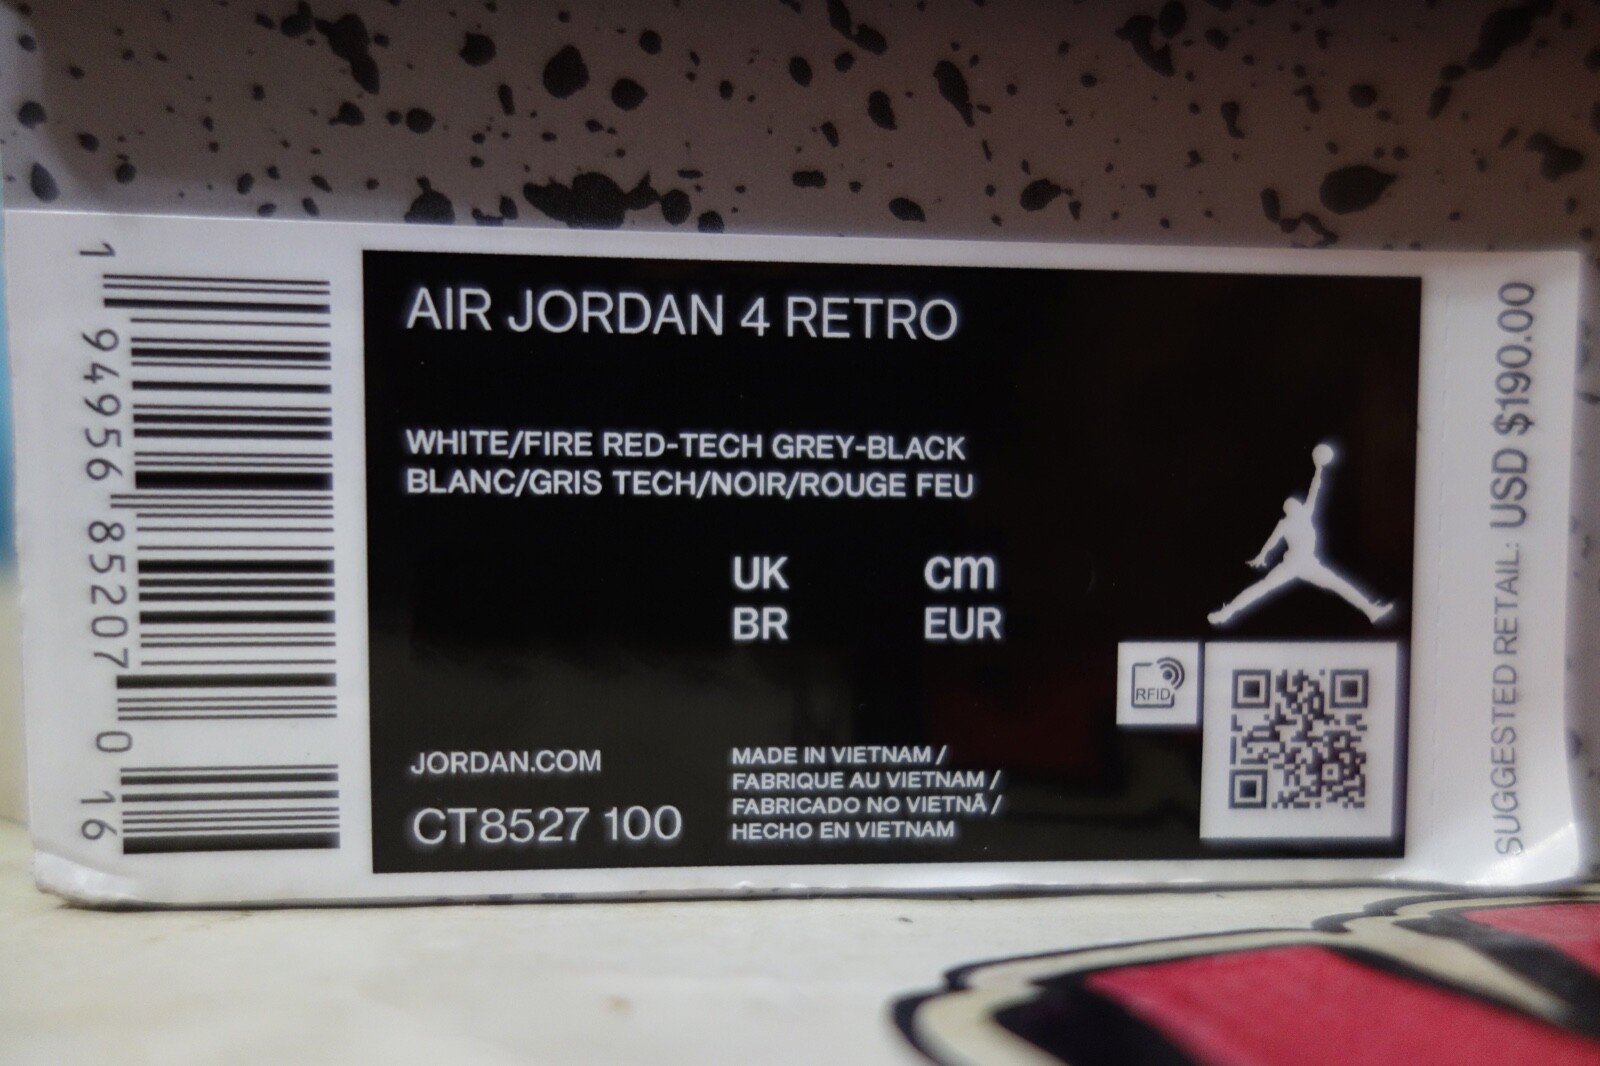 1 94956 85207 0 16
AIR JORDAN 4 RETRO
WHITE/FIRE RED-TECH GREY-BLACK
BLANC/GRIS TECH/NOIR/ROUGE FEU
UK cm
BR EUR
RFID
JORDAN.COM
CT8527 100
MADE IN VIETNAM /
FABRIQUE AU VIETNAM /
FABRICADO NO VIETNÃ /
HECHO EN VIETNAM
SUGGESTED RETAIL: USD $190.00